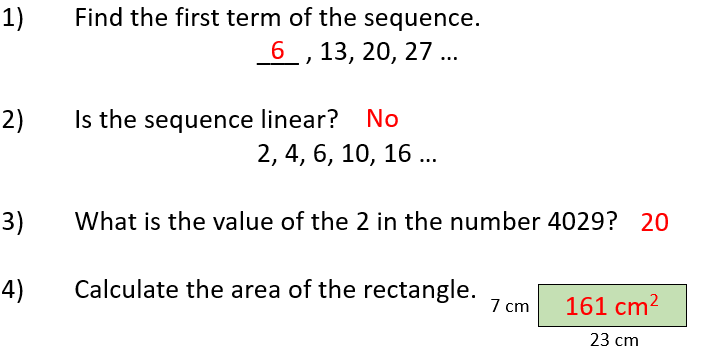 1) Find the first term of the sequence.
6 , 13, 20, 27 ...
2) Is the sequence linear? No
2, 4, 6, 10, 16 ...
3) What is the value of the 2 in the number 4029? 20
4) Calculate the area of the rectangle.
7 cm 161 cm²
23 cm